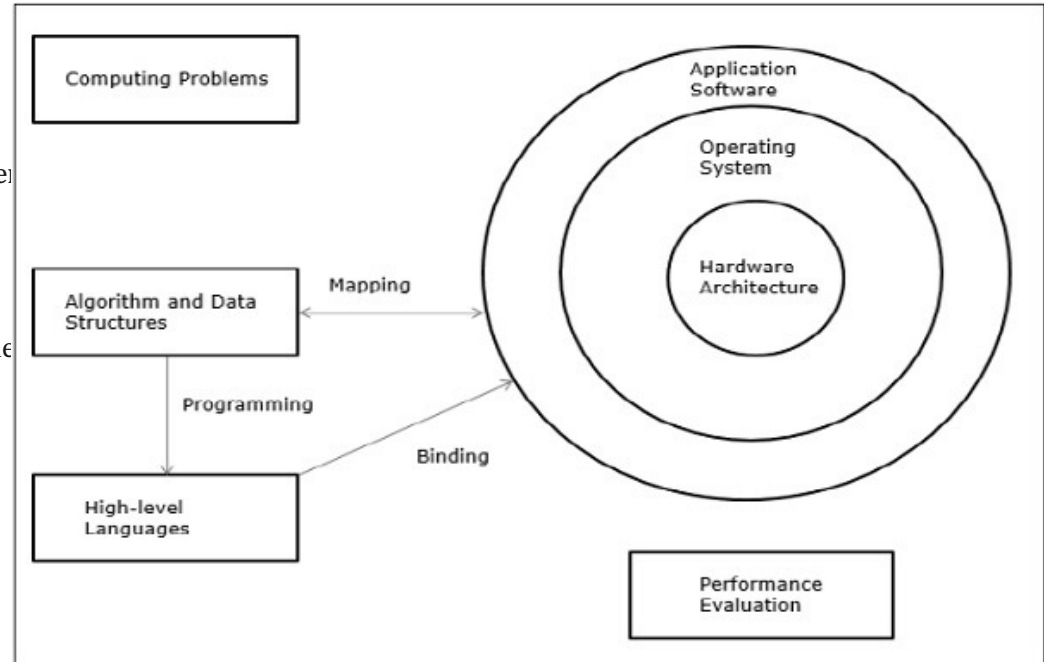 Computing Problems
Application
Software
Operating
System
Hardware
Architecture
Mapping
Algorithm and Data
Structures
Programming
Binding
High-level
Languages
Performance
Evaluation